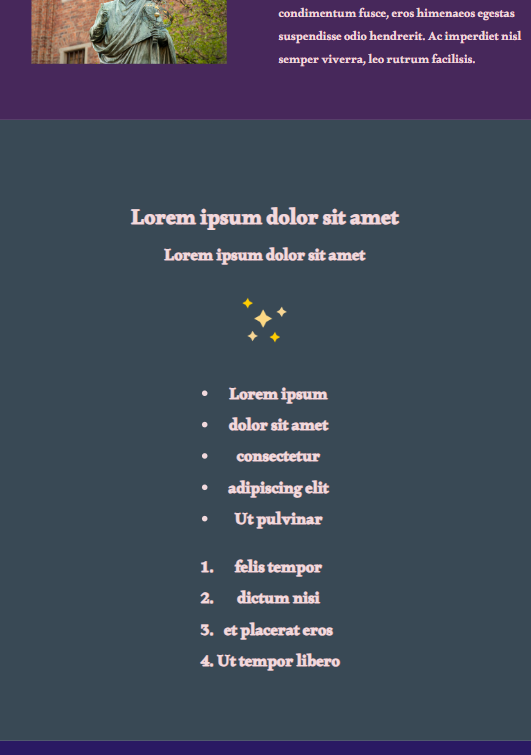 condimentum fusce, eros himenaeos egestas
suspendisse odio hendrerit. Ac imperdiet nisl
semper viverra, leo rutrum facilisis.
Lorem ipsum dolor sit amet
Lorem ipsum dolor sit amet
• Lorem ipsum
• dolor sit amet
• consectetur
• adipiscing elit
• Ut pulvinar
1. felis tempor
2. dictum nisi
3. et placerat eros
4. Ut tempor libero